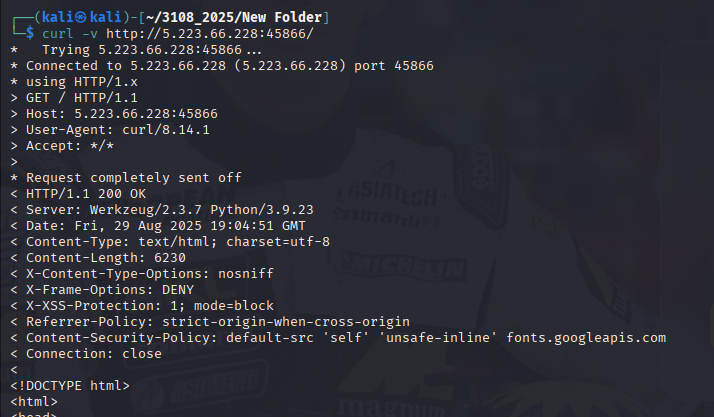 ┌──(kali㉿kali)-[~/3108_2025/New Folder]
└─$ curl -v http://5.223.66.228:45866/
*   Trying 5.223.66.228:45866...
* Connected to 5.223.66.228 (5.223.66.228) port 45866
* using HTTP/1.x
> GET / HTTP/1.1
> Host: 5.223.66.228:45866
> User-Agent: curl/8.14.1
> Accept: */*
>
* Request completely sent off
< HTTP/1.1 200 OK
< Server: Werkzeug/2.3.7 Python/3.9.23
< Date: Fri, 29 Aug 2025 19:04:51 GMT
< Content-Type: text/html; charset=utf-8
< Content-Length: 6230
< X-Content-Type-Options: nosniff
< X-Frame-Options: DENY
< X-XSS-Protection: 1; mode=block
< Referrer-Policy: strict-origin-when-cross-origin
< Content-Security-Policy: default-src 'self' 'unsafe-inline' fonts.googleapis.com
< Connection: close
<
<!DOCTYPE html>
<html>
<head>
ASIATECH
MICHELIN
magnum